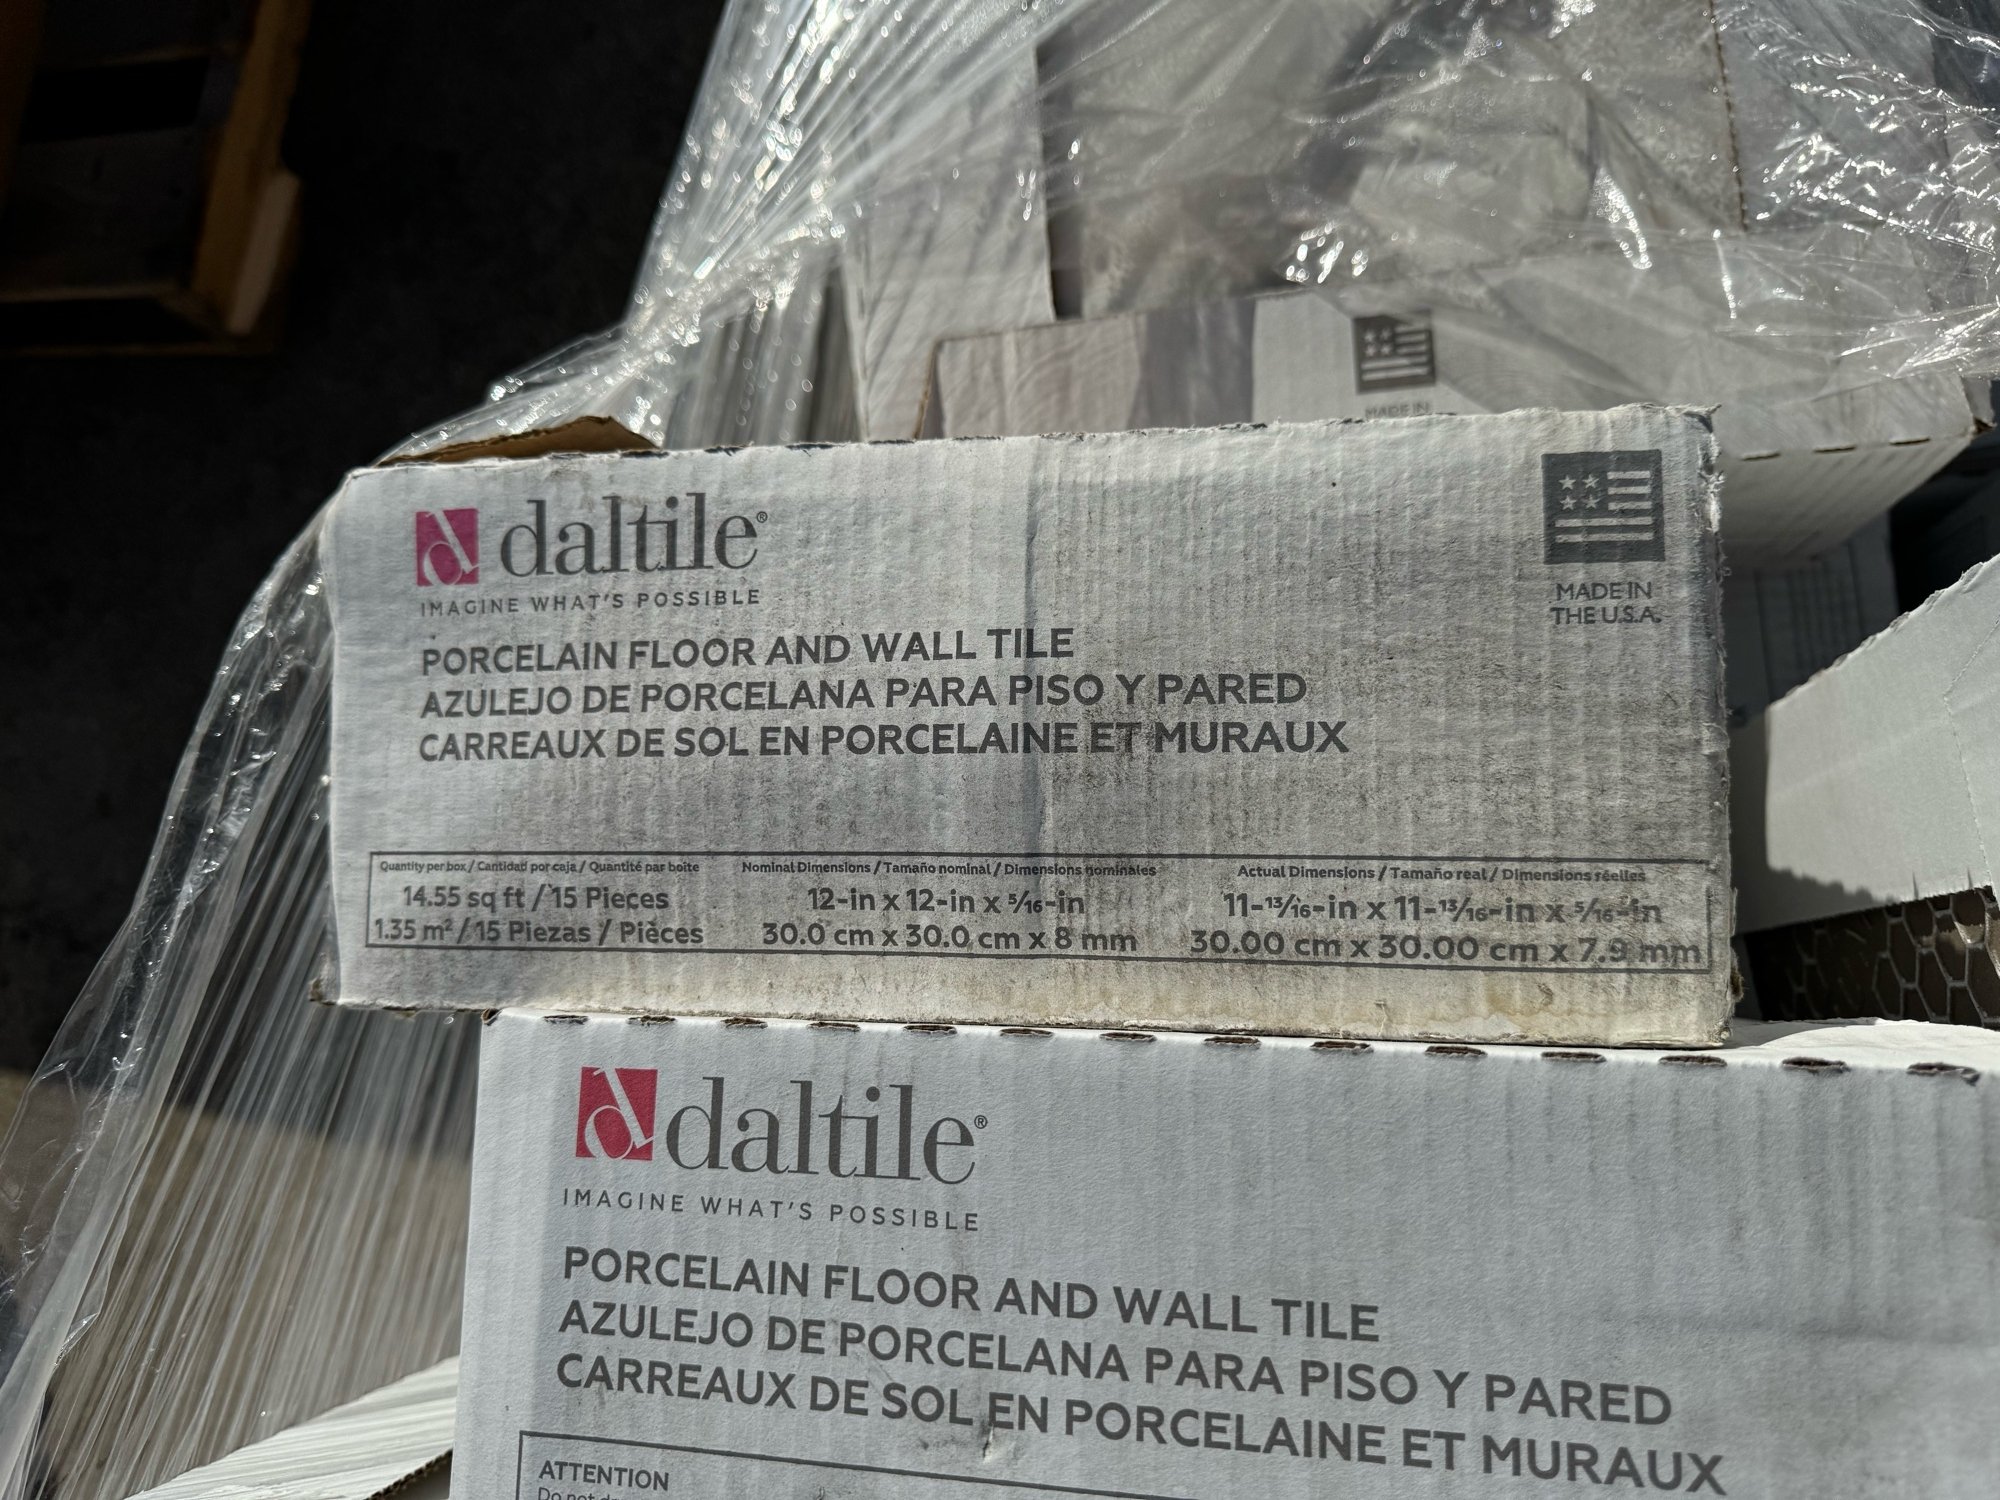 MADE IN
daltile®
IMAGINE WHAT'S POSSIBLE
MADE IN
THE U.S.A.
PORCELAIN FLOOR AND WALL TILE
AZULEJO DE PORCELANA PARA PISO Y PARED
CARREAUX DE SOL EN PORCELAINE ET MURAUX
Quantity per box / Cantidad por caja / Quantité par boîte
14.55 sq ft / 15 Pieces
1.35 m² / 15 Piezas / Pièces
Nominal Dimensions / Tamaño nominal / Dimensions nominales
12-in x 12-in x 5/16-in
30.0 cm x 30.0 cm x 8 mm
Actual Dimensions / Tamaño real / Dimensions réelles
11-13/16-in x 11-13/16-in x 5/16-in
30.00 cm x 30.00 cm x 7.9 mm
daltile®
IMAGINE WHAT'S POSSIBLE
PORCELAIN FLOOR AND WALL TILE
AZULEJO DE PORCELANA PARA PISO Y PARED
CARREAUX DE SOL EN PORCELAINE ET MURAUX
ATTENTION
Do not